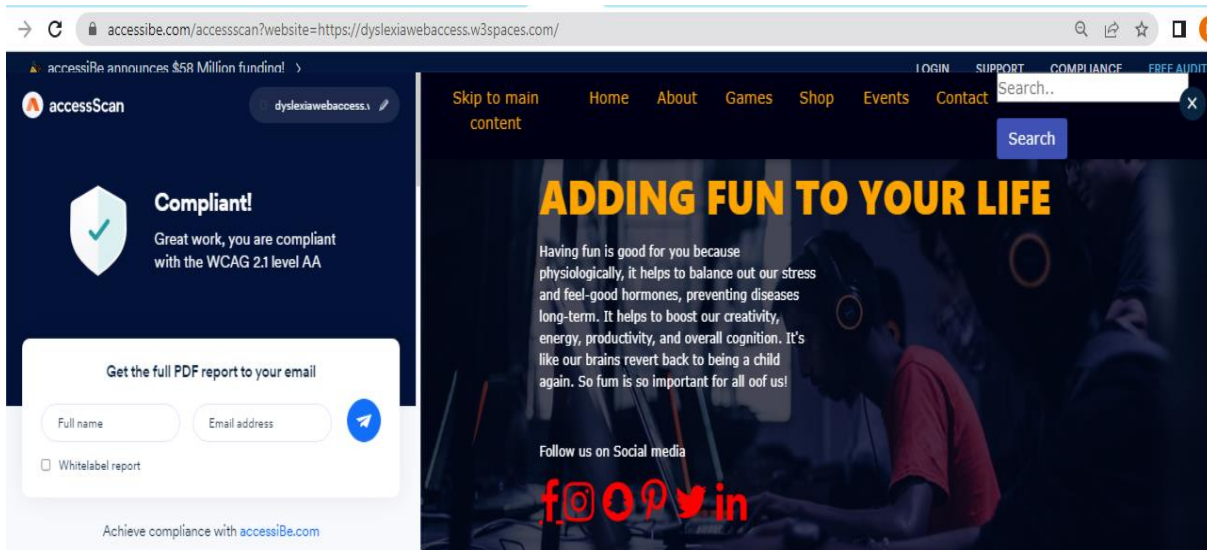 accessibe.com/accessscan?website=https://dyslexiawebaccess.w3spaces.com/
accessiBe announces $58 Million funding! >
LOGIN SUPPORT COMPLIANCE FREE AUDIT
accessScan
dyslexiawebaccess.
Compliant!
Great work, you are compliant
with the WCAG 2.1 level AA
Get the full PDF report to your email
Full name
Email address
Whitelabel report
Achieve compliance with accessiBe.com
Skip to main
content
Home About Games Shop Events Contact
Search..
X
Search
ADDING FUN TO YOUR LIFE
Having fun is good for you because
physiologically, it helps to balance out our stress
and feel-good hormones, preventing diseases
long-term. It helps to boost our creativity,
energy, productivity, and overall cognition. It's
like our brains revert back to being a child
again. So fum is so important for all oof us!
Follow us on Social media